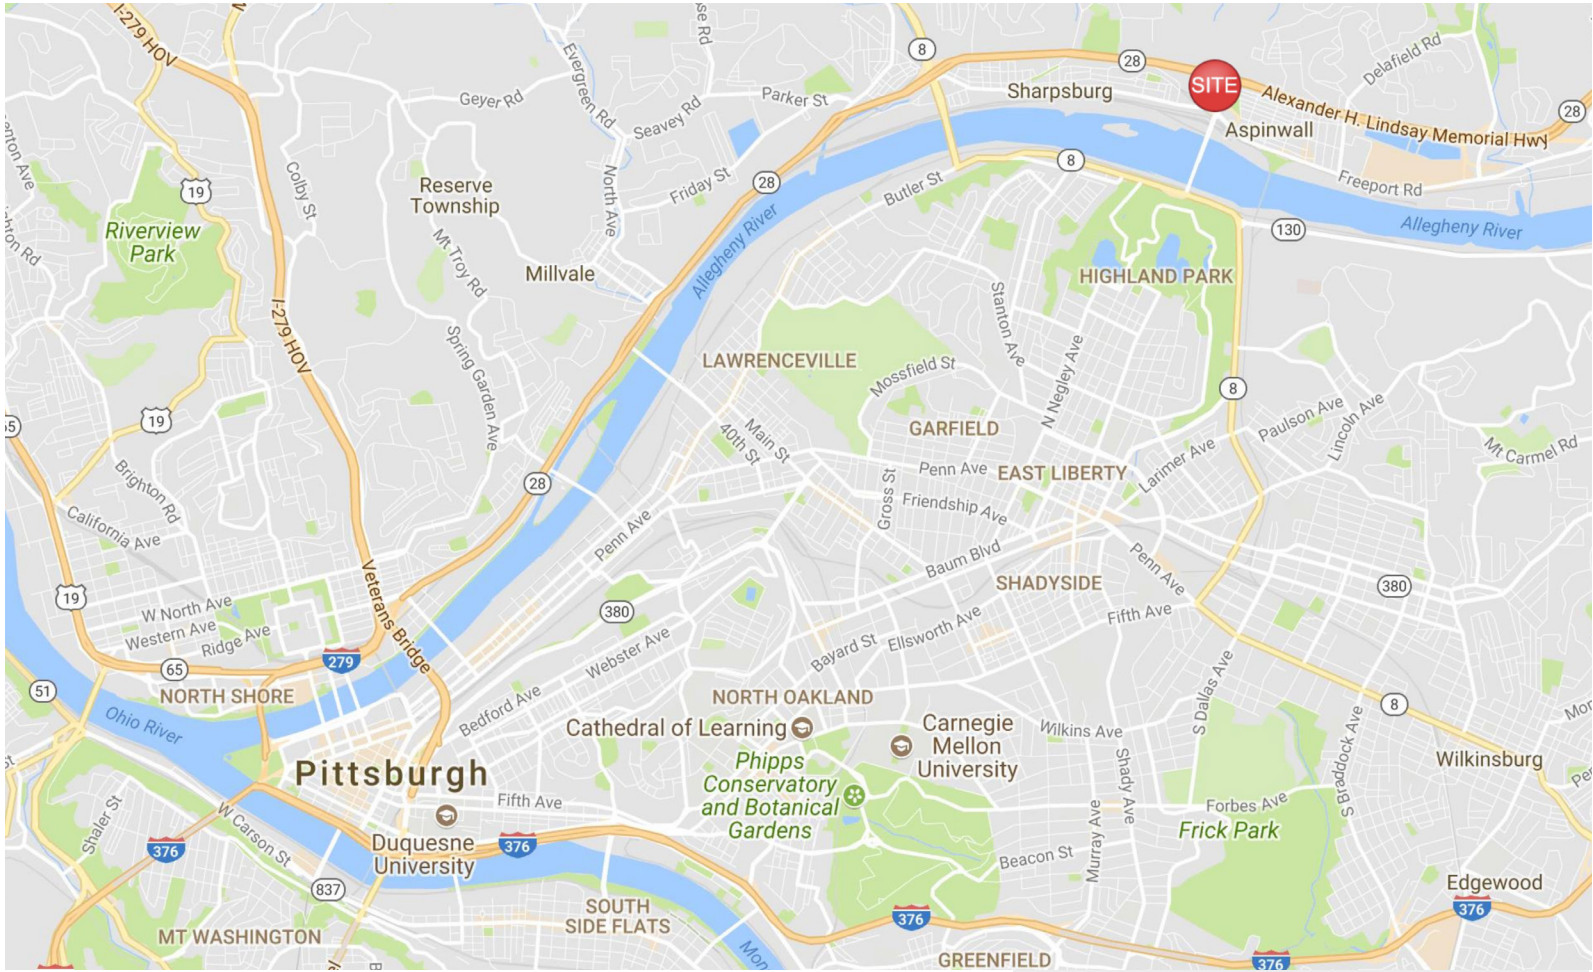 I-279 HOV
8
28
SITE
Sharpsburg
Delafield Rd
Evergreen Rd
Geyer Rd
Parker St
Seavey Rd
Alexander H. Lindsay Memorial Hwy
28
Aspinwall
8
Freeport Rd
Allegheny River
130
19
Colby St
Reserve
Township
North Ave
Friday St
28
Butler St
Riverview
Park
Mt Troy Rd
Millvale
Allegheny River
HIGHLAND PARK
I-279 HOV
Spring Garden Ave
LAWRENCEVILLE
Mossfield St
Stanton Ave
N Negley Ave
8
19
Main St
40th St
GARFIELD
Paulson Ave
Lincoln Ave
Mt Carmel Rd
Penn Ave
EAST LIBERTY
Larimer Ave
Brighton Rd
28
Gross St
Friendship Ave
California Ave
Penn Ave
Baum Blvd
Penn Ave
SHADYSIDE
380
19
W North Ave
Western Ave
Ridge Ave
Veterans Bridge
380
Webster Ave
Bayard St
Ellsworth Ave
Fifth Ave
279
65
51
NORTH SHORE
Bedford Ave
NORTH OAKLAND
S Dallas Ave
8
Ohio River
Cathedral of Learning
Carnegie
Mellon
University
Wilkins Ave
Shady Ave
S Braddock Ave
Wilkinsburg
Pittsburgh
Phipps
Conservatory
and Botanical
Gardens
Fifth Ave
Forbes Ave
Frick Park
Shaler St
W Carson St
376
Duquesne
University
376
Murray Ave
Beacon St
837
Edgewood
SOUTH
SIDE FLATS
376
376
MT WASHINGTON
GREENFIELD
376